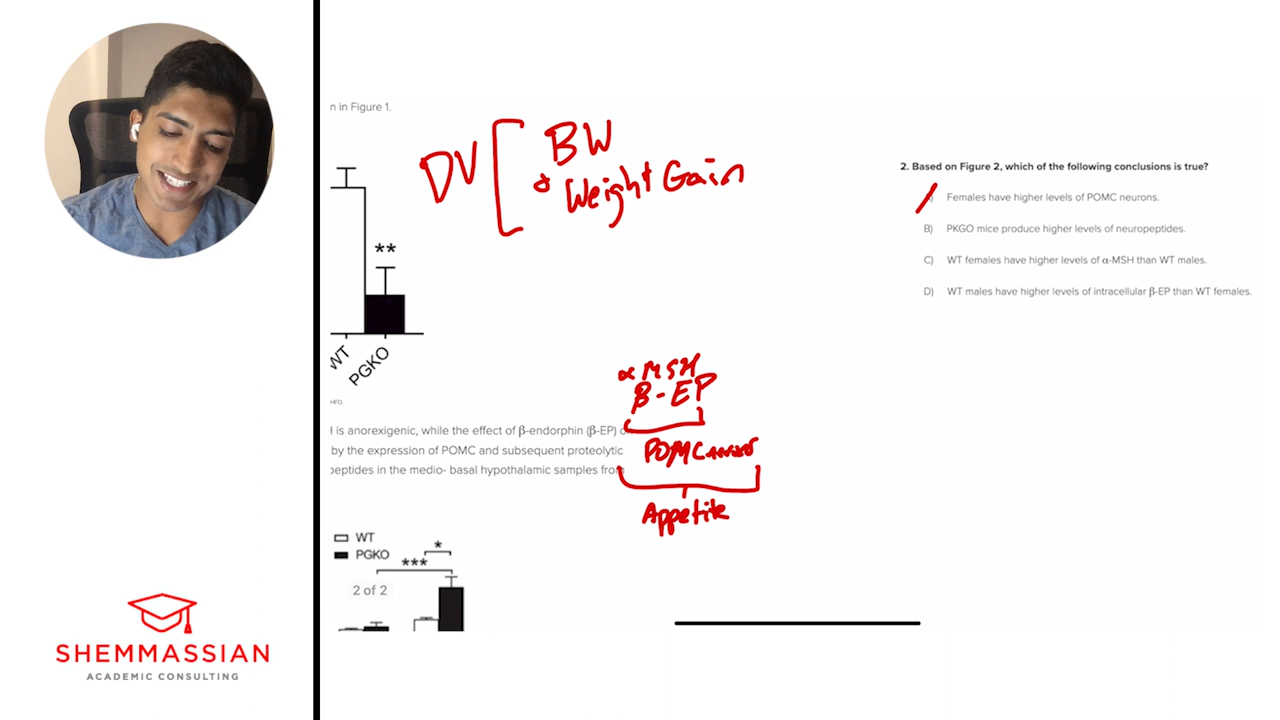 n in Figure 1.
DV
BW
+ Weight Gain
**
WT
PGKO
HFD.
H is anorexigenic, while the effect of β-endorphin (β-EP) o
by the expression of POMC and subsequent proteolytic
peptides in the medio- basal hypothalamic samples from
α MSH
β-EP
POMC
Appetite
WT
PGKO
*
***
2 of 2
2. Based on Figure 2, which of the following conclusions is true?
Females have higher levels of POMC neurons.
B) PKGO mice produce higher levels of neuropeptides.
C) WT females have higher levels of α-MSH than WT males.
D) WT males have higher levels of intracellular β-EP than WT females.
SHEMMASSIAN
ACADEMIC CONSULTING